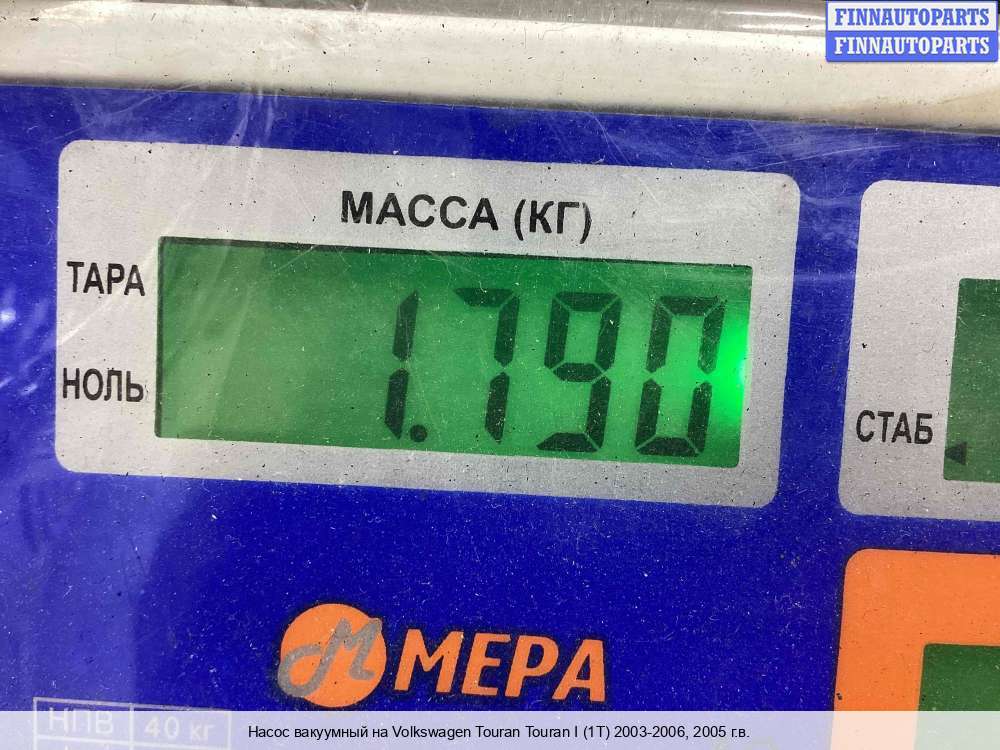 FINNAUTOPARTS
FINNAUTOPARTS
МАССА (КГ)
ТАРА
1.790
НОЛЬ
СТАБ
МЕРА
НПВ 40 кг
Насос вакуумный на Volkswagen Touran Touran I (1T) 2003-2006, 2005 г.в.